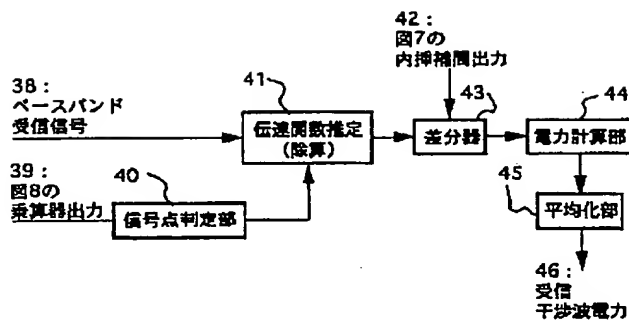 42:
図7の
内挿補間出力
38:
ベースバンド
受信信号
41
伝達関数推定
(除算)
43
差分器
44
電力計算部
39:
図8の
乗算器出力
40
信号点判定部
45
平均化部
46:
受信
干渉波電力